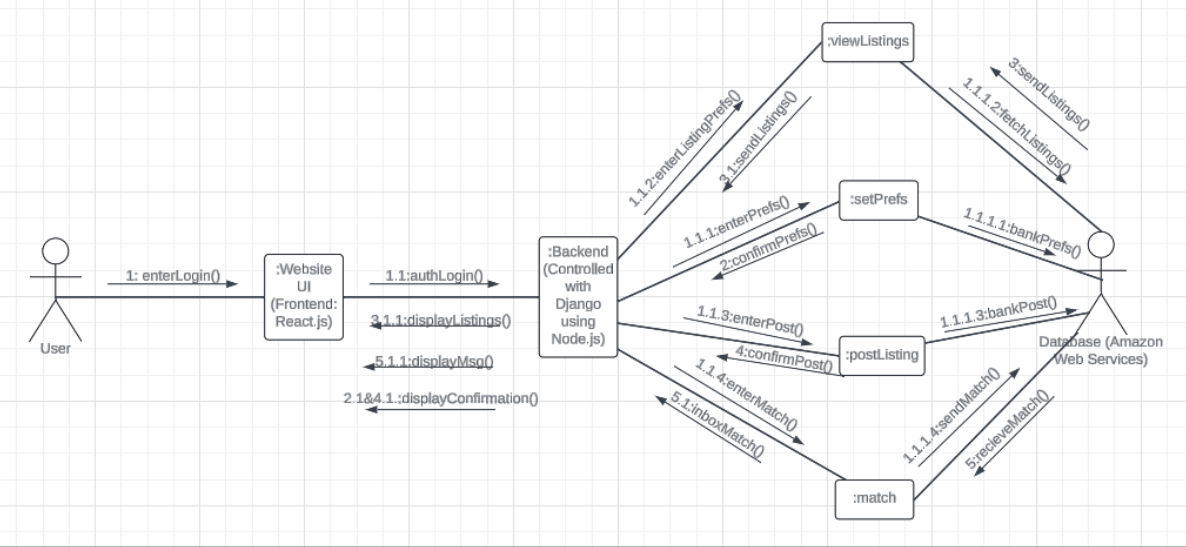 :viewListings
3:sendListings()
1.1.1.2:fetchListings()
1.1.2:enterListingPrefs()
3.1:sendListings()
:setPrefs
1.1.1:enterPrefs()
2:confirmPrefs()
1.1.1.1:bankPrefs()
1: enterLogin()
User
:Website
UI
(Frontend:
React.js)
1.1:authLogin()
3.1.1:displayListings()
5.1.1:displayMsg()
2.1&4.1.:displayConfirmation()
:Backend
(Controlled
with
Django
using
Node.js)
1.1.3:enterPost()
4:confirmPost()
:postListing
1.1.1.3:bankPost()
Database (Amazon
Web Services)
1.1.4:enterMatch()
5.1:inboxMatch()
1.1.1.4:sendMatch()
5:recieveMatch()
:match